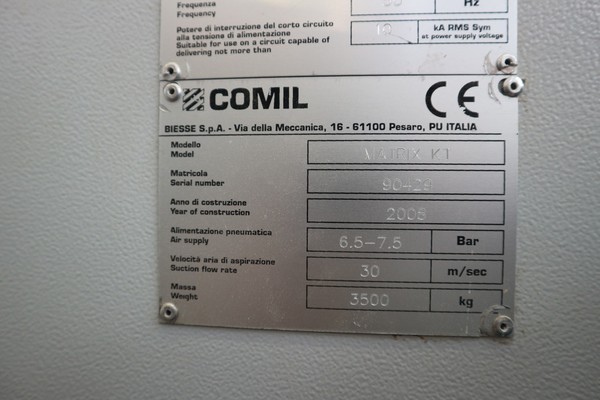 Frequenza
Frequency
Hz
Potere di interruzione del corto circuito
alla tensione di alimentazione
Suitable for use on a circuit capable of
delivering not more than
10 kA RMS Sym
at power supply voltage
COMIL CE
BIESSE S.p.A. - Via della Meccanica, 16 - 61100 Pesaro, PU ITALIA
Modello
Model
K1
Matricola
Serial number
Anno di costruzione
Year of construction
2005
Alimentazione pneumatica
Air supply
6.5-7.5 Bar
Velocità aria di aspirazione
Suction flow rate
30 m/sec
Massa
Weight
3500 kg